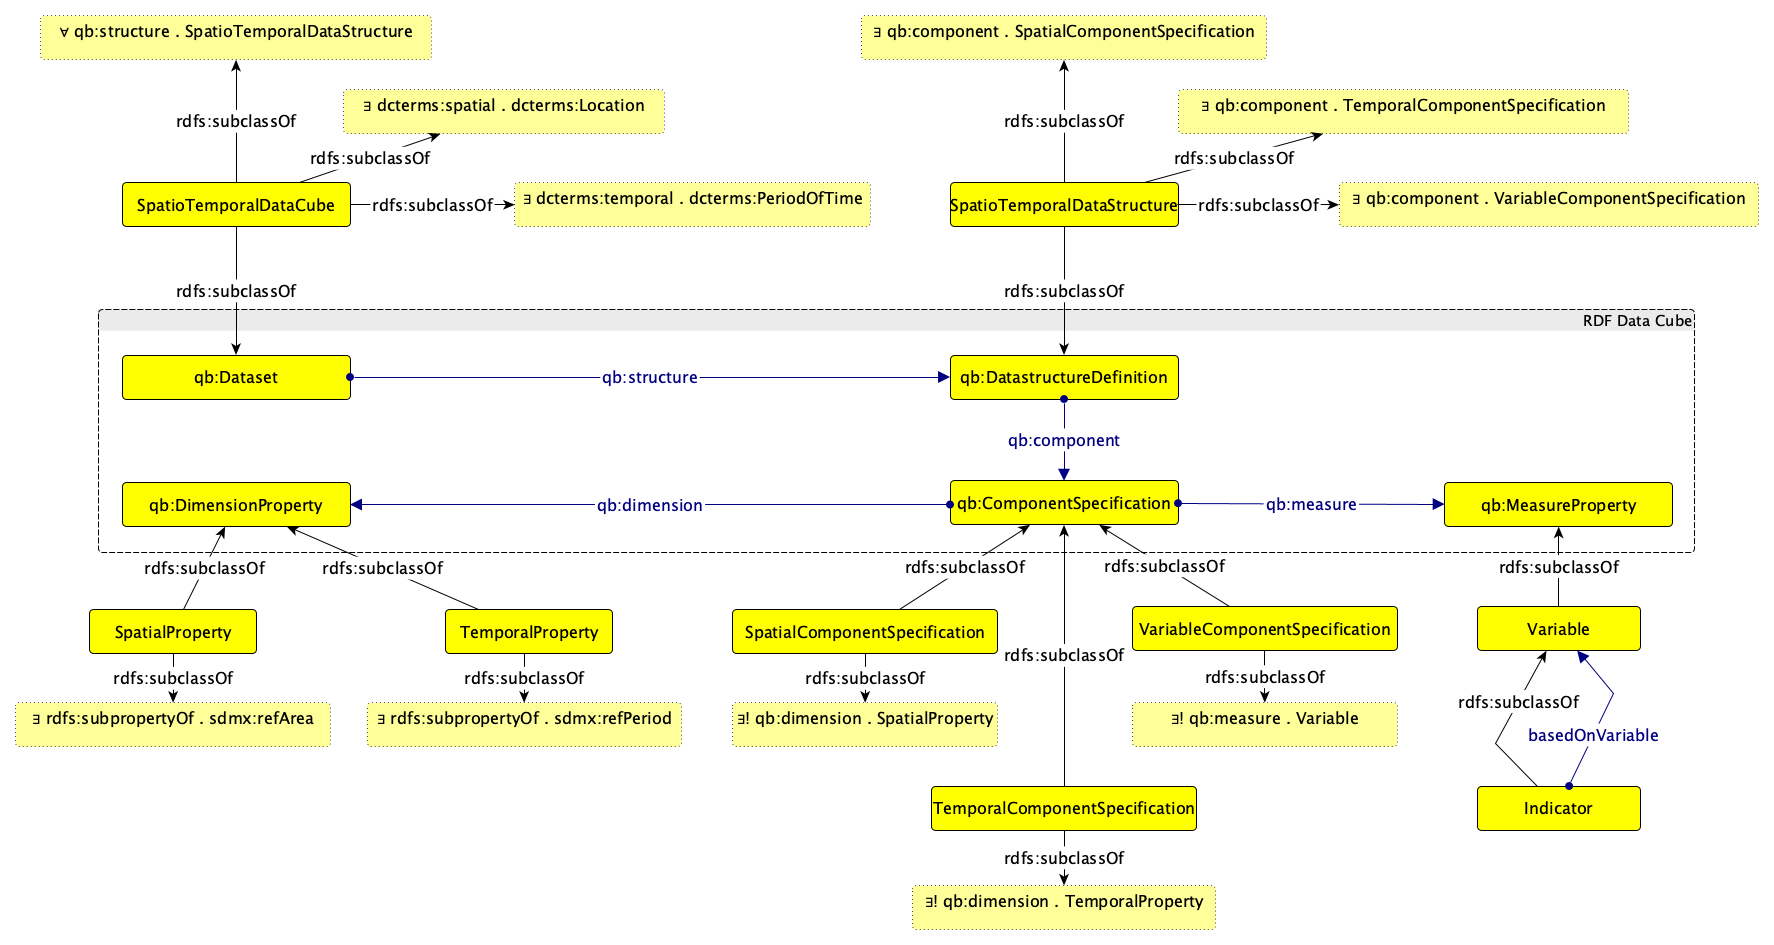 ∀ qb:structure . SpatioTemporalDataStructure
∃ qb:component . SpatialComponentSpecification
∃ dcterms:spatial . dcterms:Location
∃ qb:component . TemporalComponentSpecification
rdfs:subclassOf
rdfs:subclassOf
rdfs:subclassOf
rdfs:subclassOf
SpatioTemporalDataCube
rdfs:subclassOf
∃ dcterms:temporal . dcterms:PeriodOfTime
SpatioTemporalDataStructure
rdfs:subclassOf
∃ qb:component . VariableComponentSpecification
rdfs:subclassOf
rdfs:subclassOf
RDF Data Cube
qb:Dataset
qb:structure
qb:DatastructureDefinition
qb:component
qb:DimensionProperty
qb:dimension
qb:ComponentSpecification
qb:measure
qb:MeasureProperty
rdfs:subclassOf
rdfs:subclassOf
rdfs:subclassOf
rdfs:subclassOf
rdfs:subclassOf
SpatialProperty
TemporalProperty
SpatialComponentSpecification
VariableComponentSpecification
Variable
rdfs:subclassOf
rdfs:subclassOf
rdfs:subclassOf
rdfs:subclassOf
rdfs:subclassOf
rdfs:subclassOf
∃ rdfs:subpropertyOf . sdmx:refArea
∃ rdfs:subpropertyOf . sdmx:refPeriod
∃! qb:dimension . SpatialProperty
∃! qb:measure . Variable
basedOnVariable
TemporalComponentSpecification
Indicator
rdfs:subclassOf
∃! qb:dimension . TemporalProperty